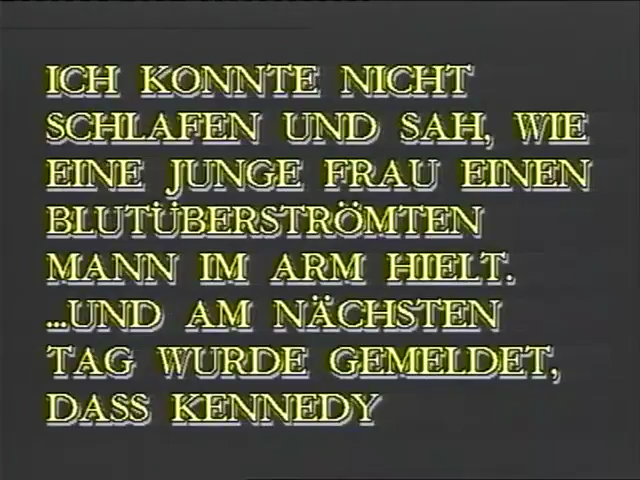 ICH KONNTE NICHT
SCHLAFEN UND SAH, WIE
EINE JUNGE FRAU EINEN
BLUTÜBERSTRÖMTEN
MANN IM ARM HIELT.
...UND AM NÄCHSTEN
TAG WURDE GEMELDET,
DASS KENNEDY